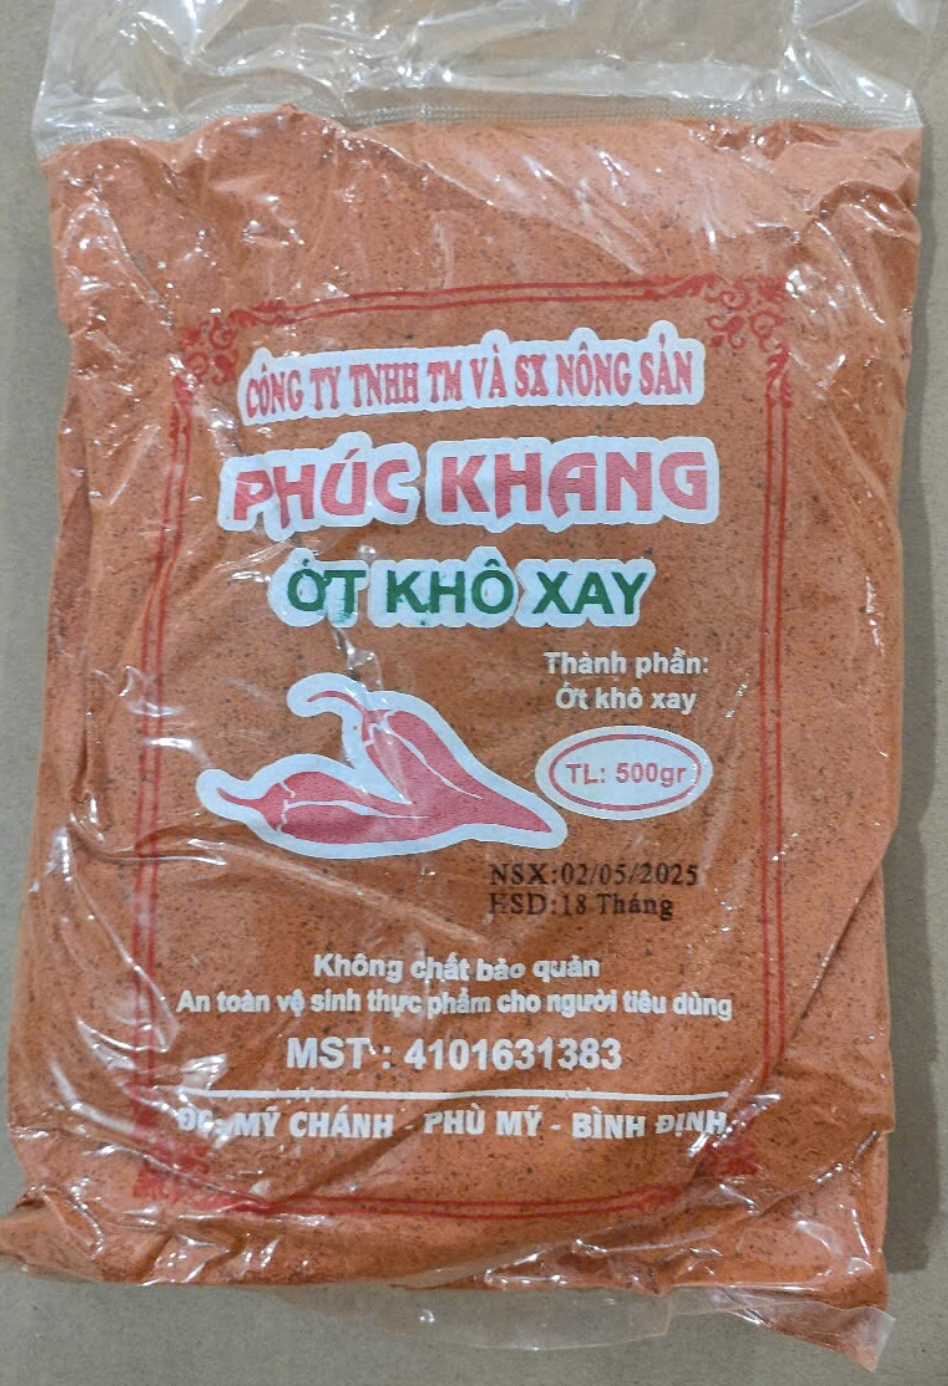 CÔNG TY TNHH TM VÀ SX NÔNG SẢN
PHÚC KHANG
ỚT KHÔ XAY
Thành phần:
Ớt khô xay
TL: 500gr
NSX:02/05/2025
HSD:18 Tháng
Không chất bảo quản
An toàn vệ sinh thực phẩm cho người tiêu dùng
MST : 4101631383
ĐC: MỸ CHÁNH - PHÙ MỸ - BÌNH ĐỊNH